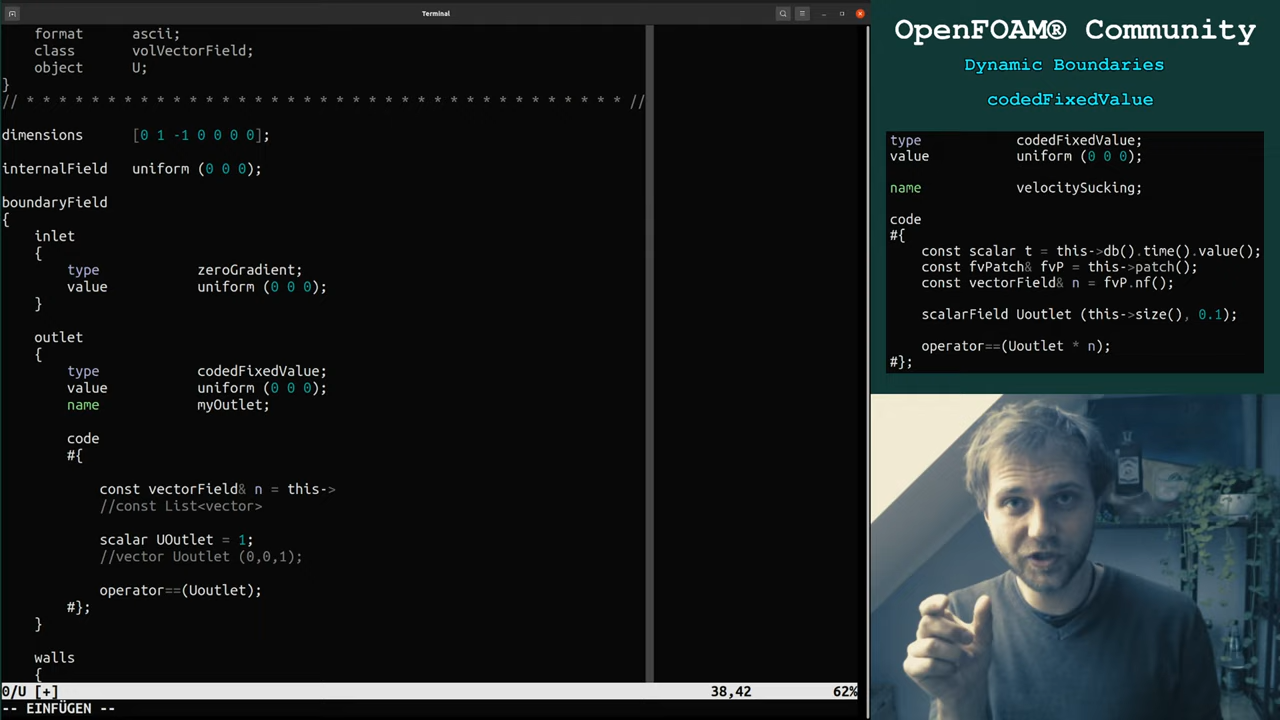 Terminal
format ascii;
class volVectorField;
object U;
}
// * * * * * * * * * * * * * * * * * * * * * * * * * * * * * * * * * * * * * //
dimensions [0 1 -1 0 0 0 0];
internalField uniform (0 0 0);
boundaryField
{
inlet
{
type zeroGradient;
value uniform (0 0 0);
}
outlet
{
type codedFixedValue;
value uniform (0 0 0);
name myOutlet;
code
#{
const vectorField& n = this->
//const List<vector>
scalar UOutlet = 1;
//vector Uoutlet (0,0,1);
operator==(Uoutlet);
#};
}
walls
{
0/U [+] 38,42 62%
-- EINFÜGEN --
OpenFOAM® Community
Dynamic Boundaries
codedFixedValue
type codedFixedValue;
value uniform (0 0 0);
name velocitySucking;
code
#{
const scalar t = this->db().time().value();
const fvPatch& fvP = this->patch();
const vectorField& n = fvP.nf();
scalarField Uoutlet (this->size(), 0.1);
operator==(Uoutlet * n);
#};